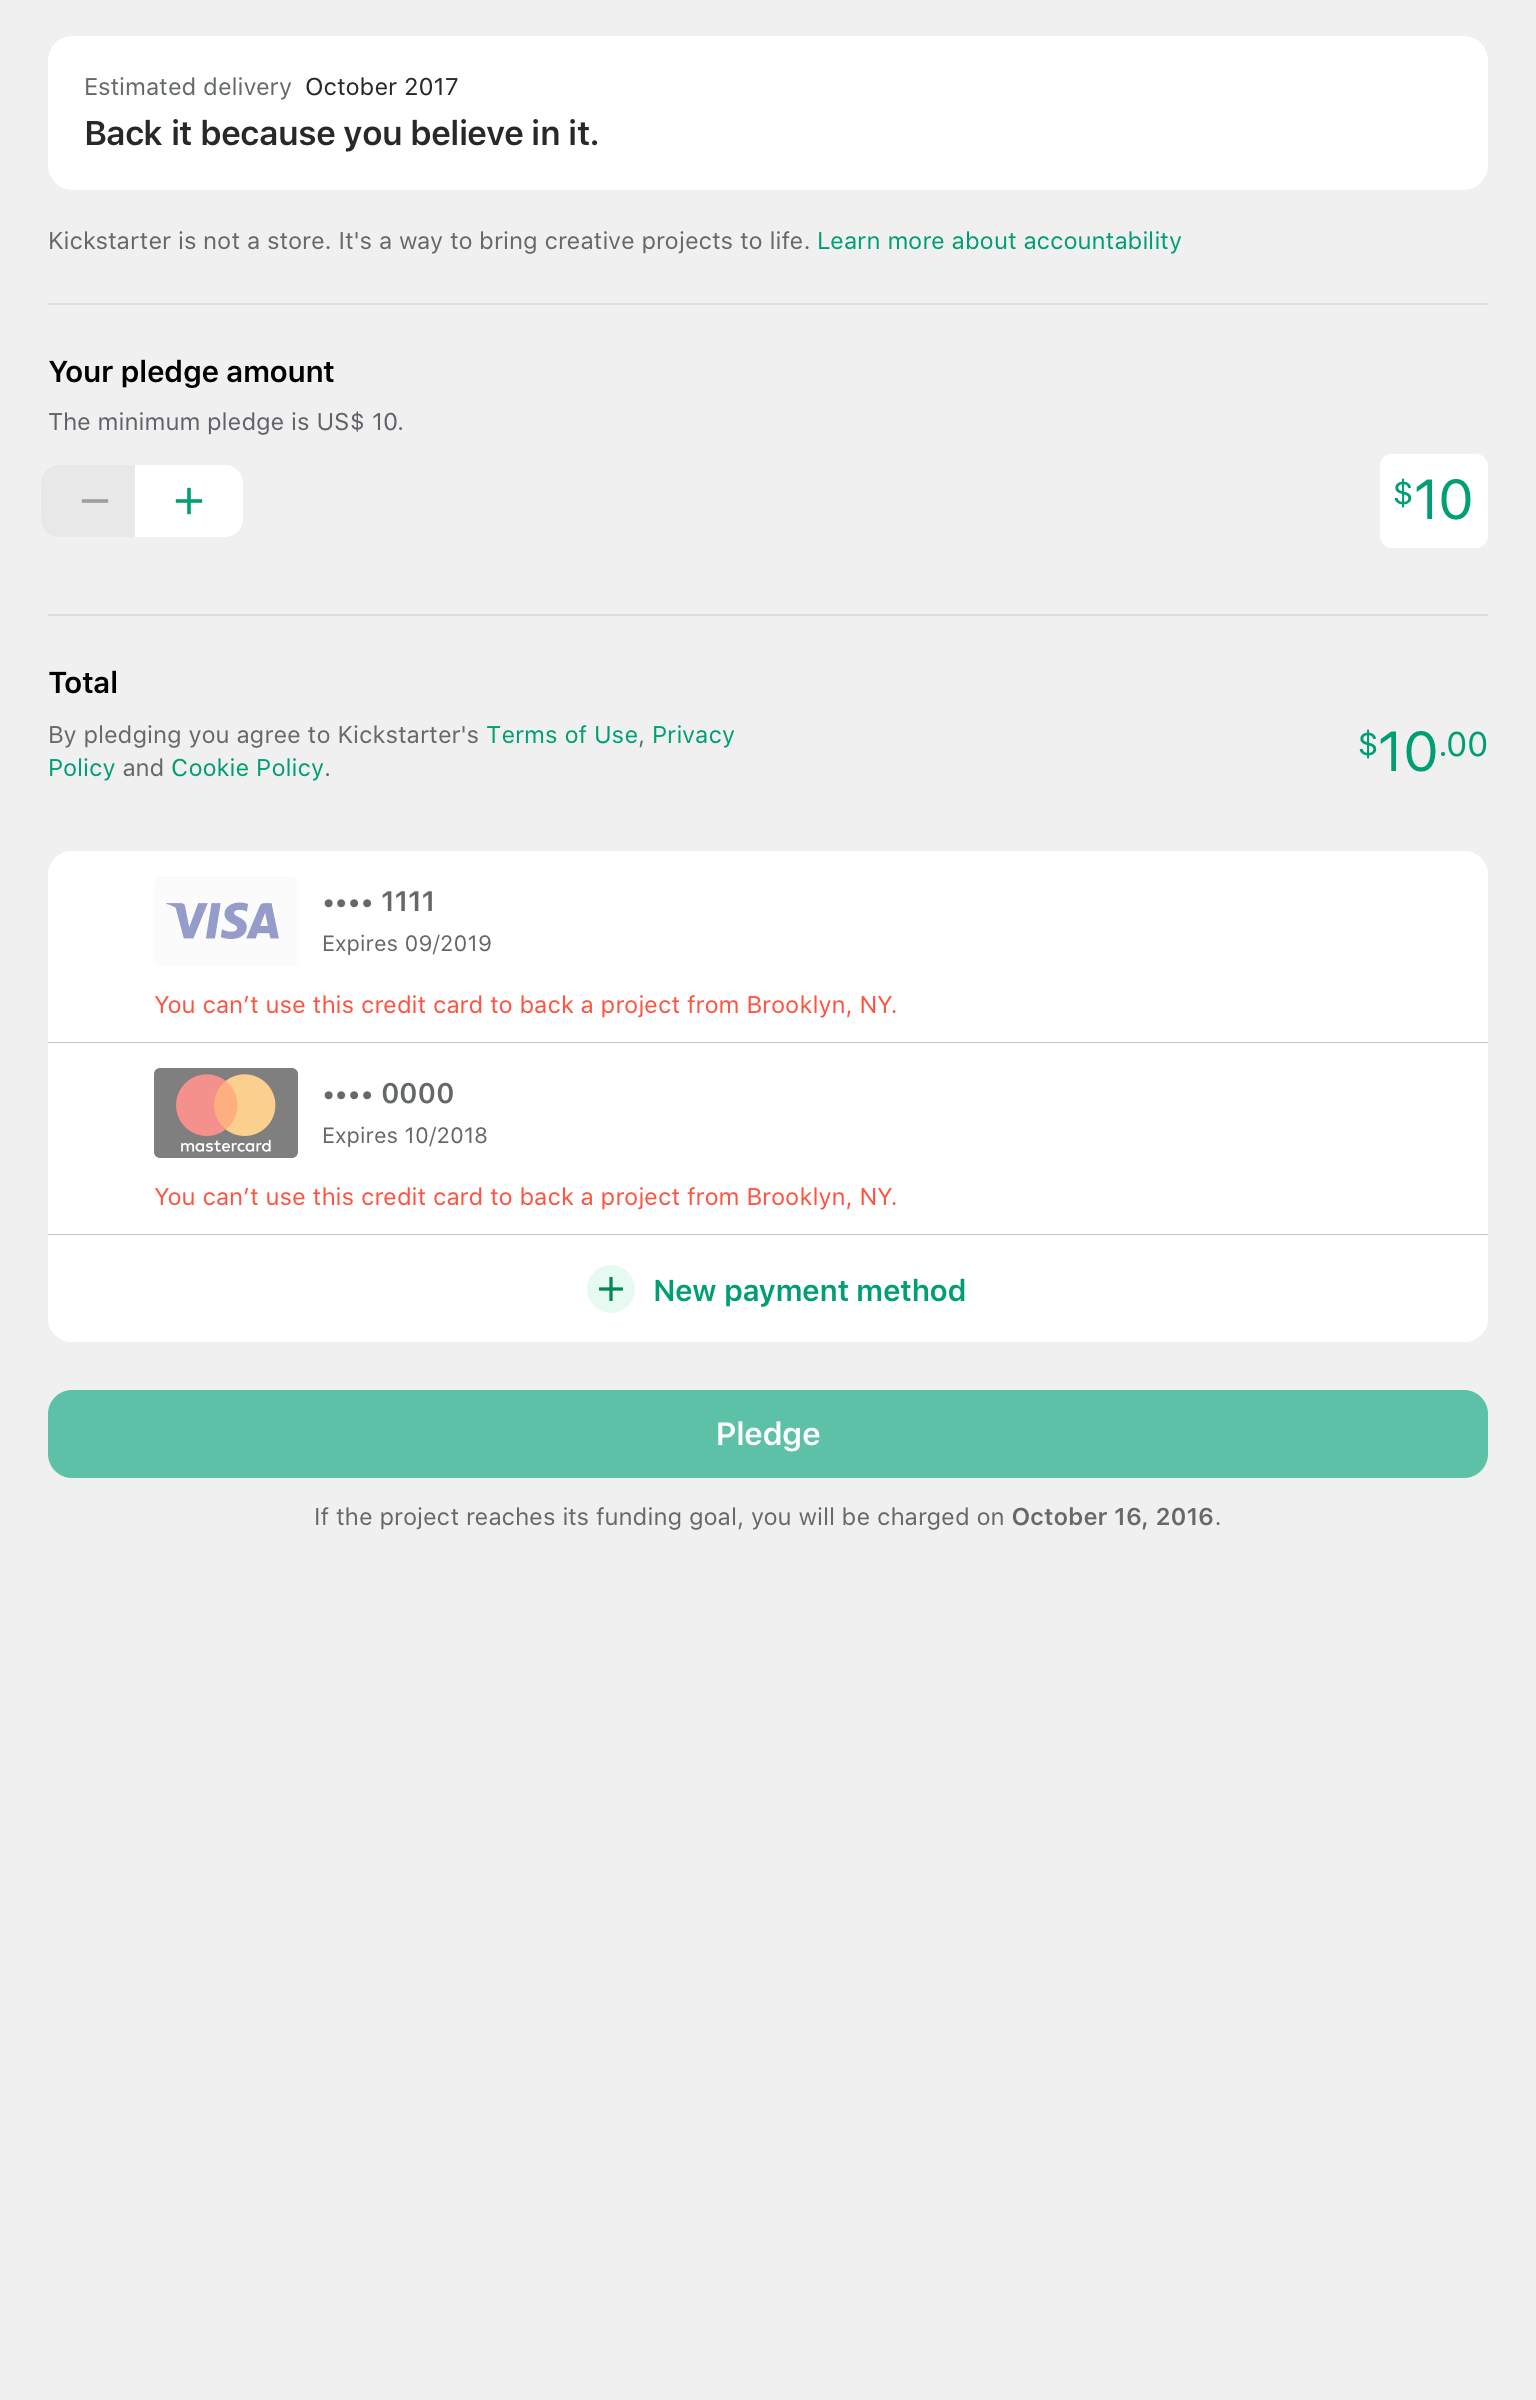 Estimated delivery October 2017
Back it because you believe in it.
Kickstarter is not a store. It's a way to bring creative projects to life. Learn more about accountability
Your pledge amount
The minimum pledge is US$ 10.
$10
Total
By pledging you agree to Kickstarter's Terms of Use, Privacy
Policy and Cookie Policy.
$10.00
VISA
•••• 1111
Expires 09/2019
You can’t use this credit card to back a project from Brooklyn, NY.
mastercard
•••• 0000
Expires 10/2018
You can’t use this credit card to back a project from Brooklyn, NY.
New payment method
Pledge
If the project reaches its funding goal, you will be charged on October 16, 2016.